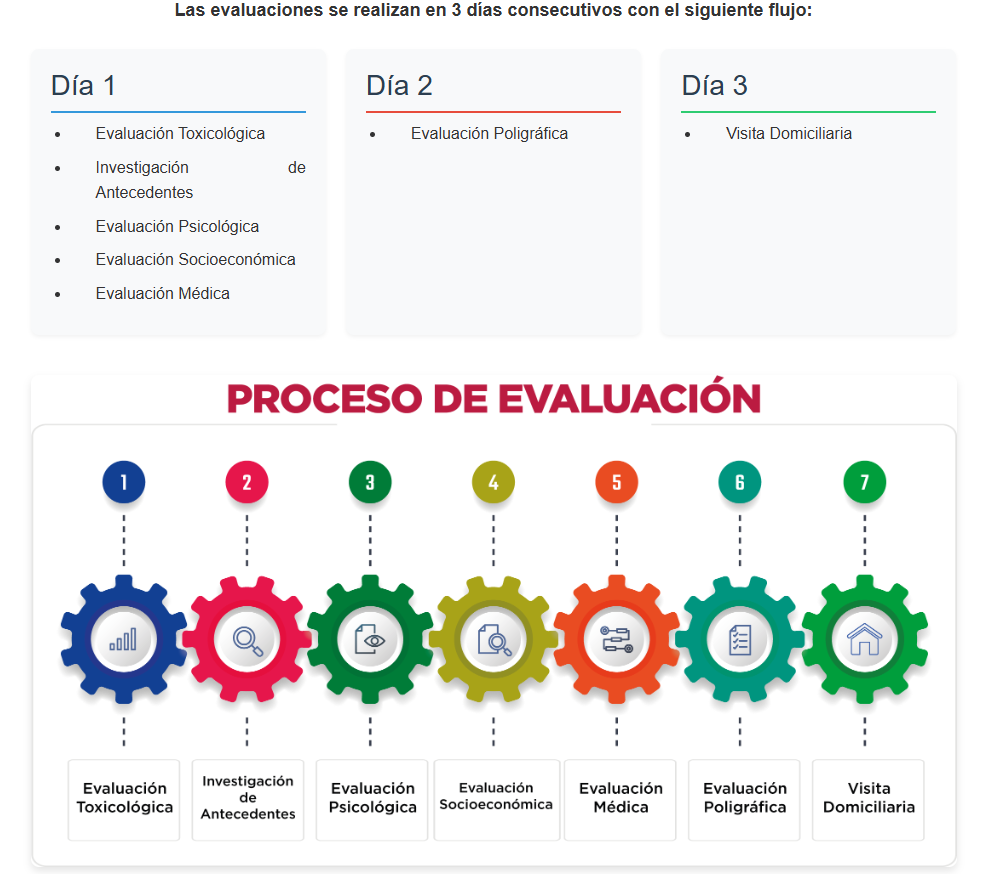 Las evaluaciones se realizan en 3 días consecutivos con el siguiente flujo:
Día 1
• Evaluación Toxicológica
• Investigación de
Antecedentes
• Evaluación Psicológica
• Evaluación Socioeconómica
• Evaluación Médica
Día 2
• Evaluación Poligráfica
Día 3
• Visita Domiciliaria
PROCESO DE EVALUACIÓN
1
2
3
4
5
6
7
Evaluación
Toxicológica
Investigación
de
Antecedentes
Evaluación
Psicológica
Evaluación
Socioeconómica
Evaluación
Médica
Evaluación
Poligráfica
Visita
Domiciliaria